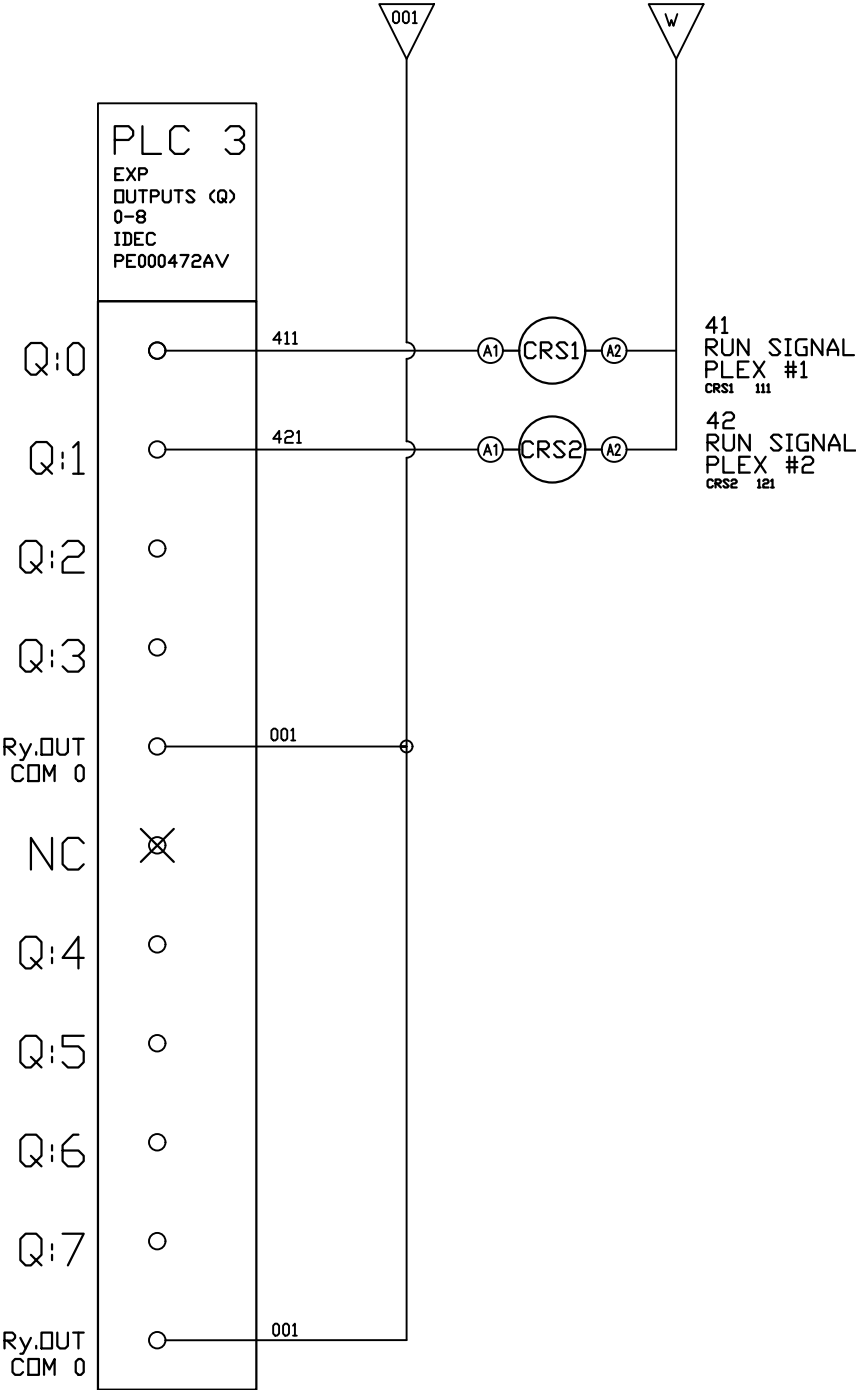 001
W
PLC 3
EXP
OUTPUTS (Q)
0-8
IDEC
PE000472AV
Q:0
411
A1
CRS1
A2
41
RUN SIGNAL
PLEX #1
CRS1 111
Q:1
421
A1
CRS2
A2
42
RUN SIGNAL
PLEX #2
CRS2 121
Q:2
Q:3
Ry.OUT
COM 0
001
NC
Q:4
Q:5
Q:6
Q:7
Ry.OUT
COM 0
001